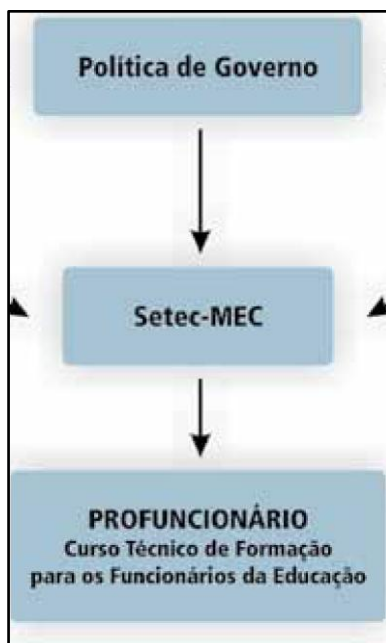 Política de Governo
Setec-MEC
PROFUNCIONÁRIO
Curso Técnico de Formação
para os Funcionários da Educação